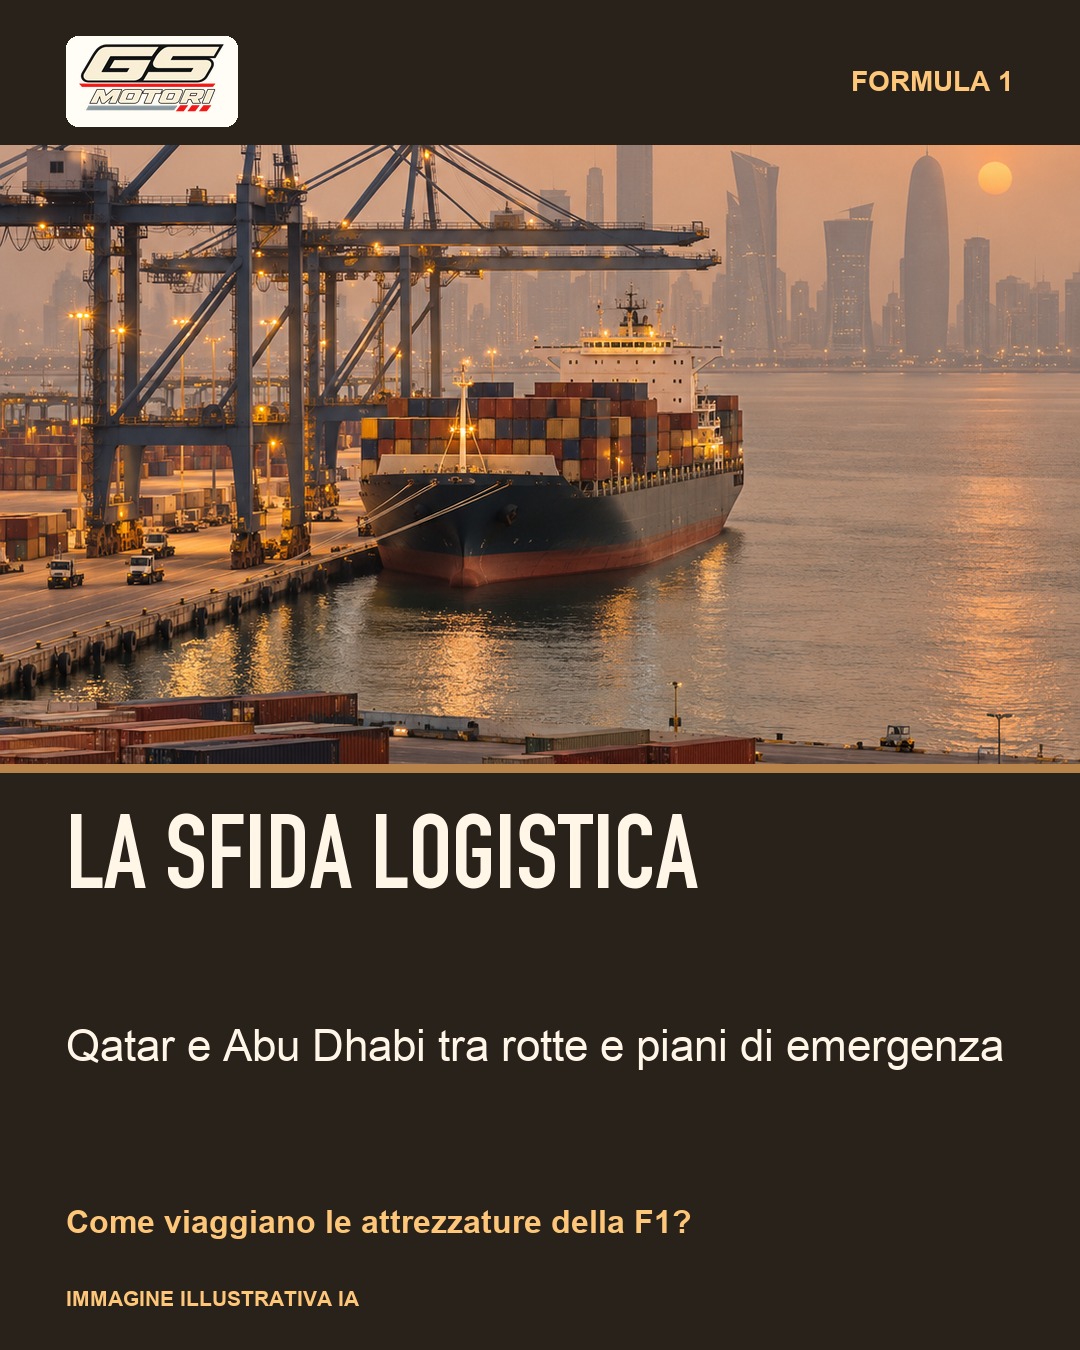 GS
MOTORI
FORMULA 1
LA SFIDA LOGISTICA
Qatar e Abu Dhabi tra rotte e piani di emergenza
Come viaggiano le attrezzature della F1?
IMMAGINE ILLUSTRATIVA IA